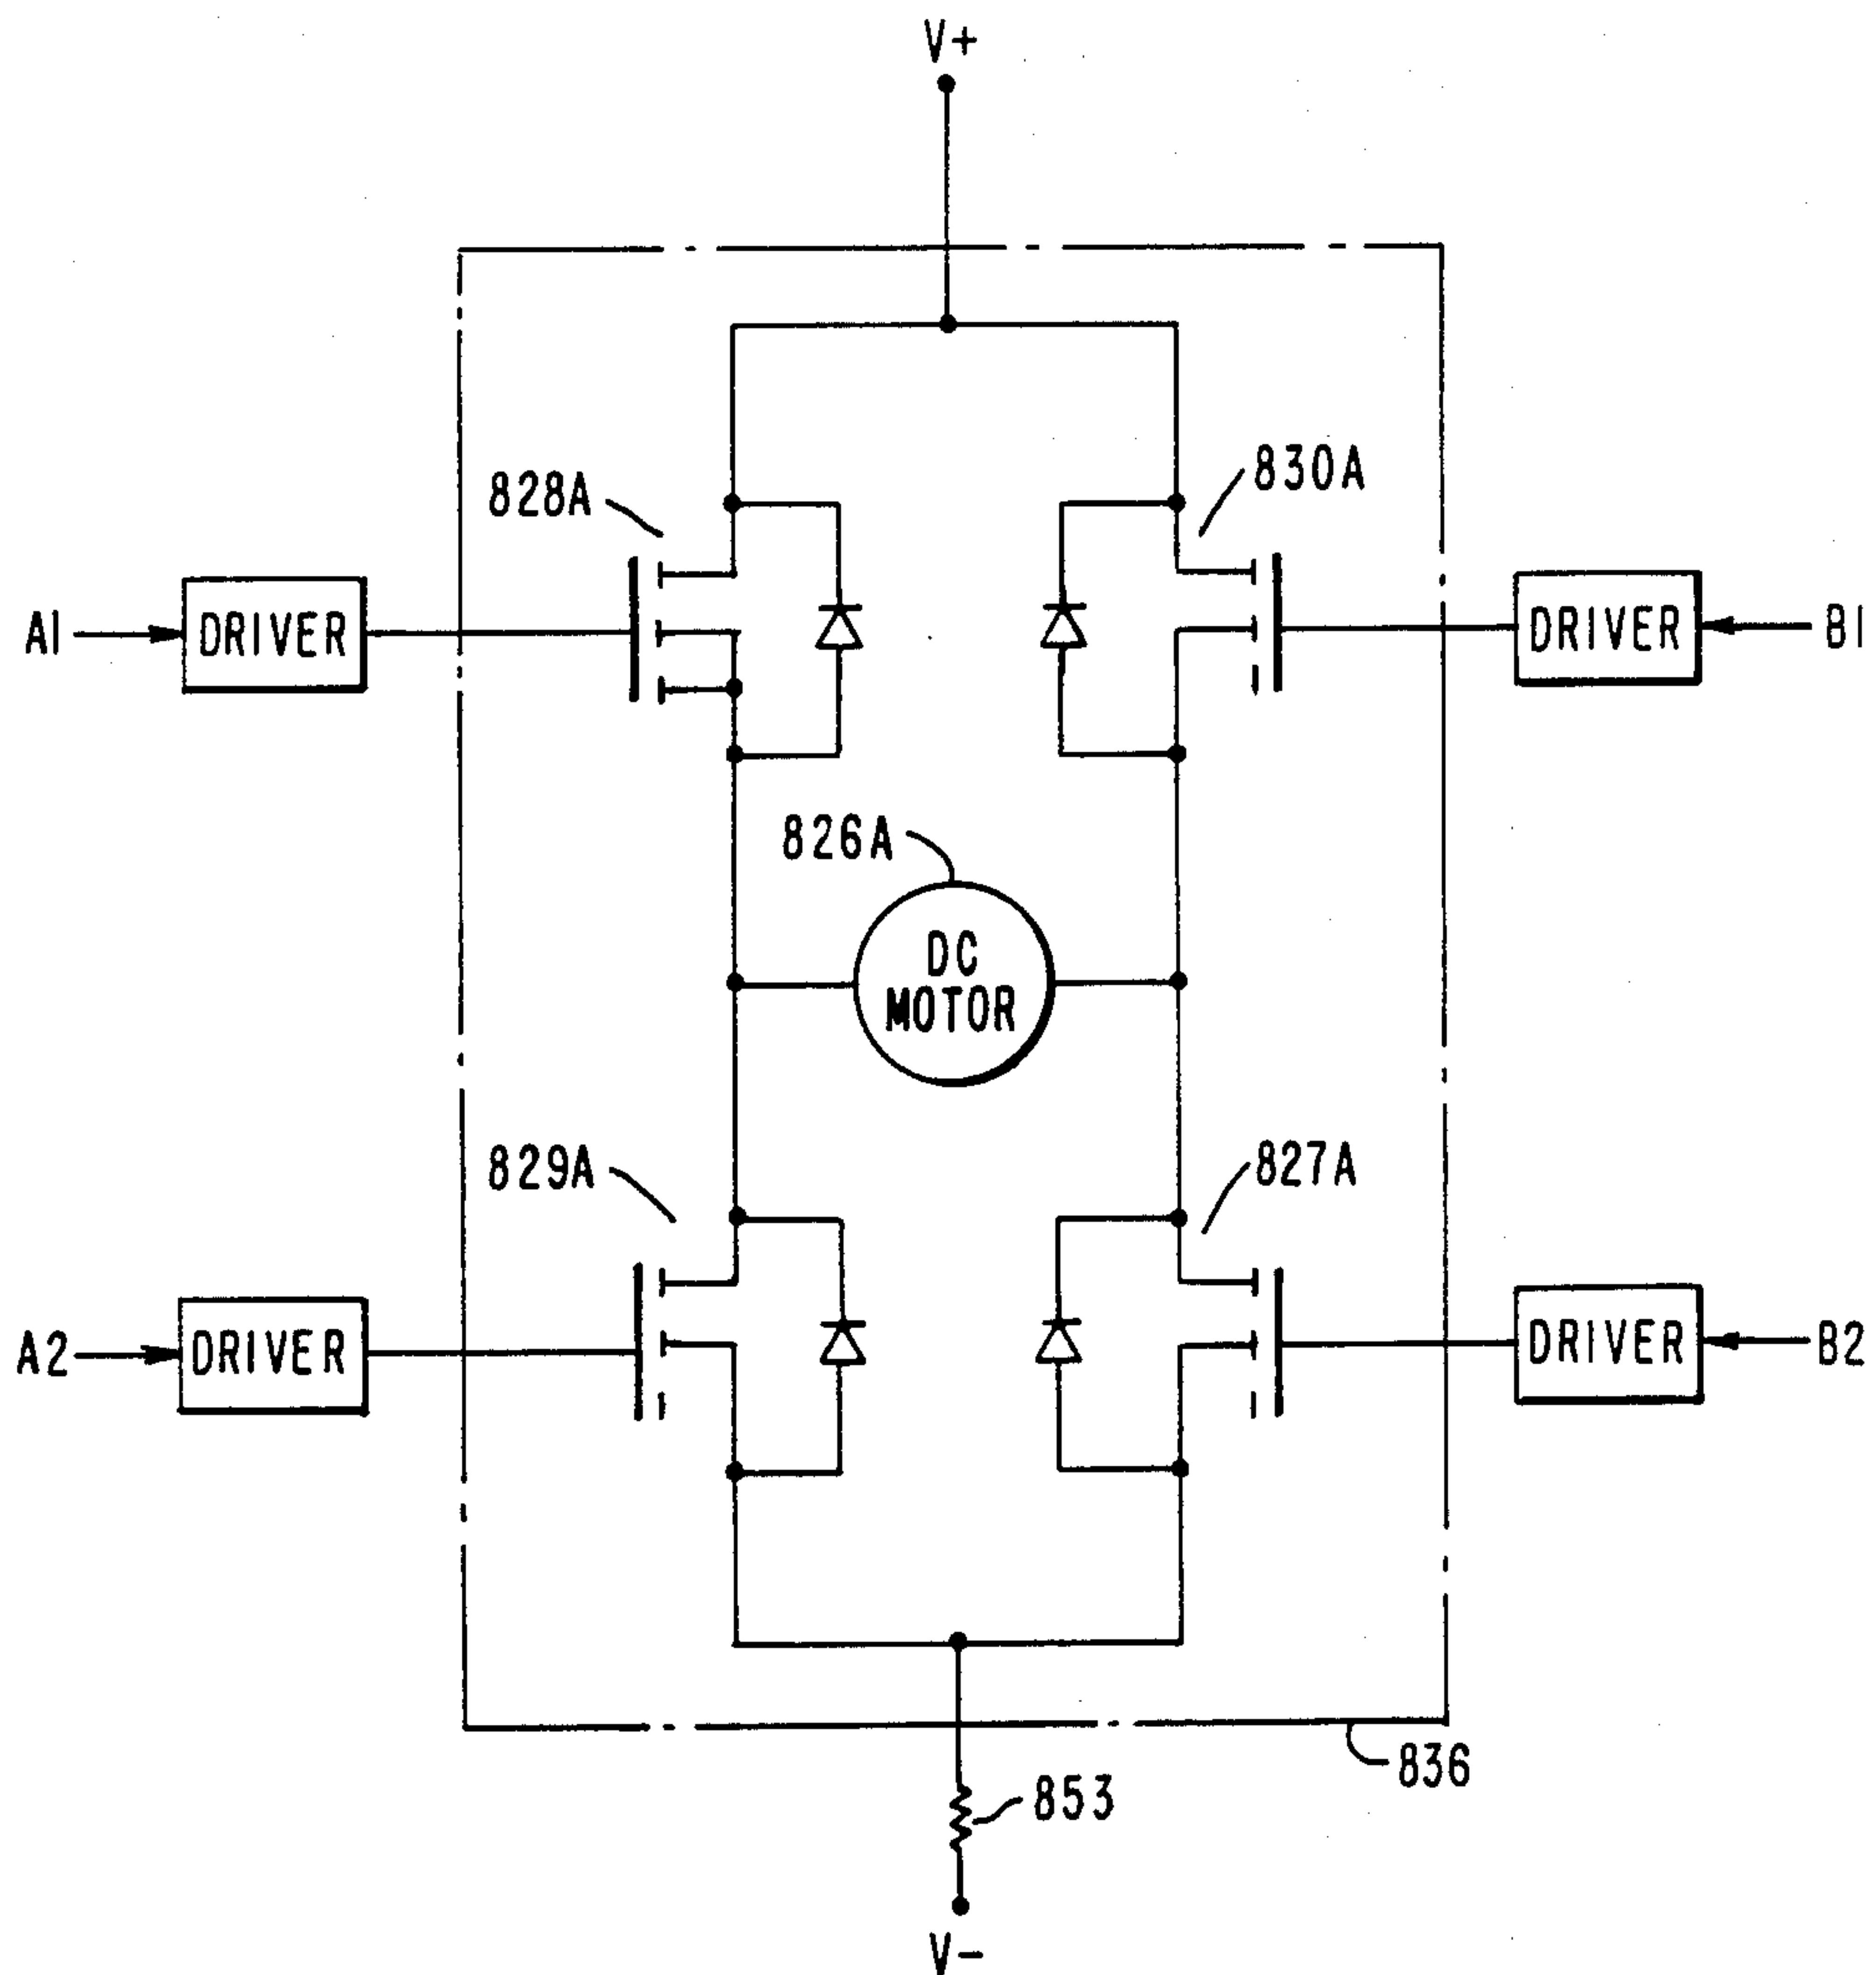 V+
828A
830A
A1
DRIVER
DRIVER
B1
826A
DC
MOTOR
829A
827A
A2
DRIVER
DRIVER
B2
836
853
V-